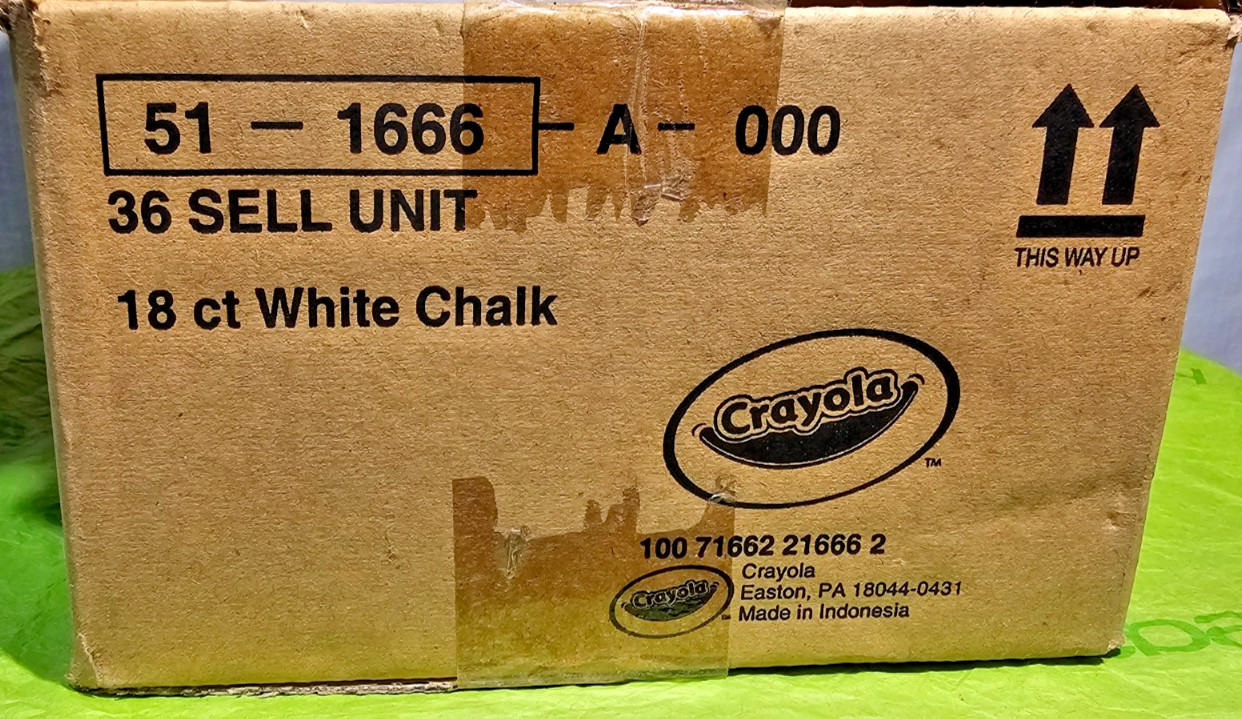 51 - 1666 - A - 000
36 SELL UNIT
18 ct White Chalk
THIS WAY UP
Crayola
TM
100 71662 21666 2
Crayola
Crayola
Easton, PA 18044-0431
Made in Indonesia